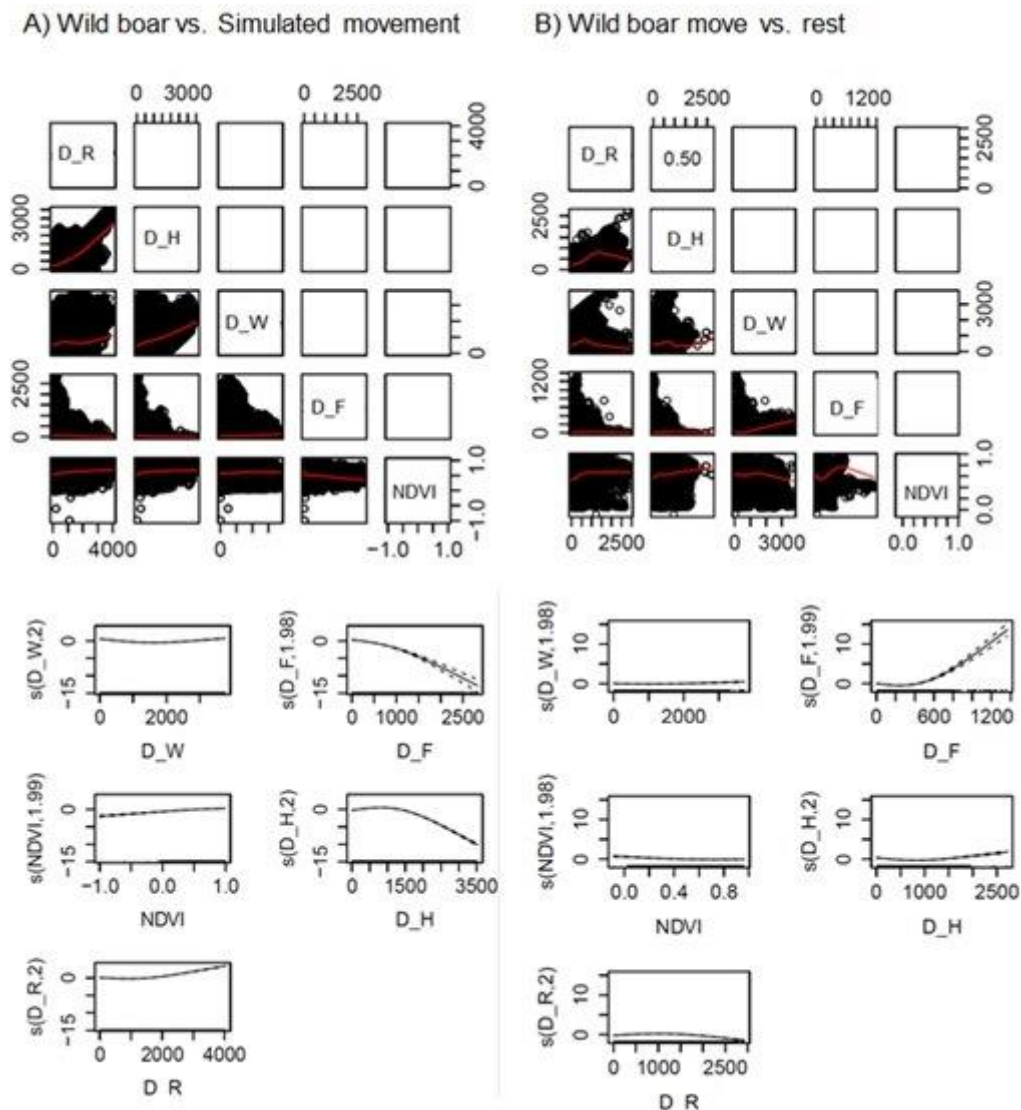 A) Wild boar vs. Simulated movement
B) Wild boar move vs. rest
0 3000
0 2500
0 2500
0 1200
D_R
0 4000
D_R
0.50
0 2500
0 3000
D_H
0 2500
D_H
D_W
0
D_W
0 3000
0 2500
D_F
0 1200
D_F
NDVI
-1.0 1.0
NDVI
0.0 1.0
0 4000
0
-1.0 1.0
0 2500
0 3000
0.0 1.0
s(D_W,2)
-15 0
0 2000
D_W
s(D_F,1.98)
-15 0
0 1000 2500
D_F
s(D_W,1.98)
0 10
0 2000
s(D_F,1.99)
0 10
0 600 1200
D_F
s(NDVI,1.99)
-15 0
-1.0 0.0 1.0
NDVI
s(D_H,2)
-15 0
0 1500 3500
D_H
s(NDVI,1.98)
0 10
0.0 0.4 0.8
NDVI
s(D_H,2)
0 10
0 1000 2500
D_H
s(D_R,2)
-15 0
0 2000 4000
D_R
s(D_R,2)
0 10
0 1000 2500
D_R